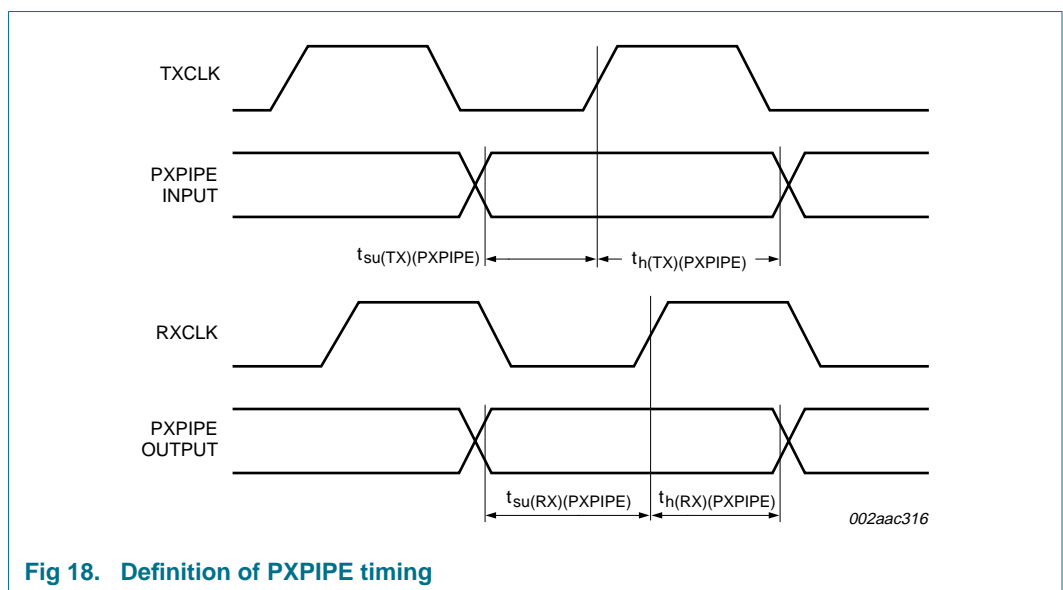 TXCLK
PXPIPE
INPUT
tsu(TX)(PXPIPE)
th(TX)(PXPIPE)
RXCLK
PXPIPE
OUTPUT
tsu(RX)(PXPIPE)
th(RX)(PXPIPE)
002aac316
Fig 18. Definition of PXPIPE timing